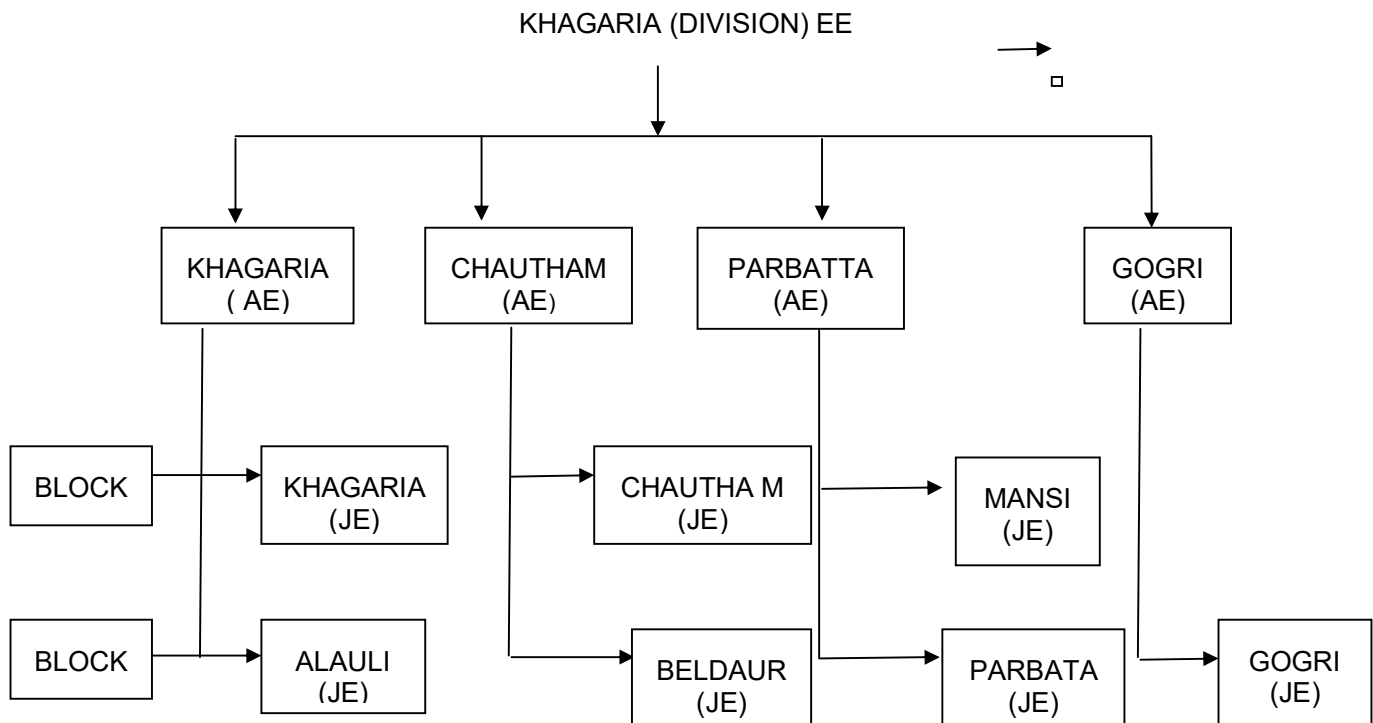 KHAGARIA (DIVISION) EE
KHAGARIA
( AE)
CHAUTHAM
(AE)
PARBATTA
(AE)
GOGRI
(AE)
BLOCK
KHAGARIA
(JE)
CHAUTHA M
(JE)
MANSI
(JE)
BLOCK
ALAULI
(JE)
BELDAUR
(JE)
PARBATA
(JE)
GOGRI
(JE)